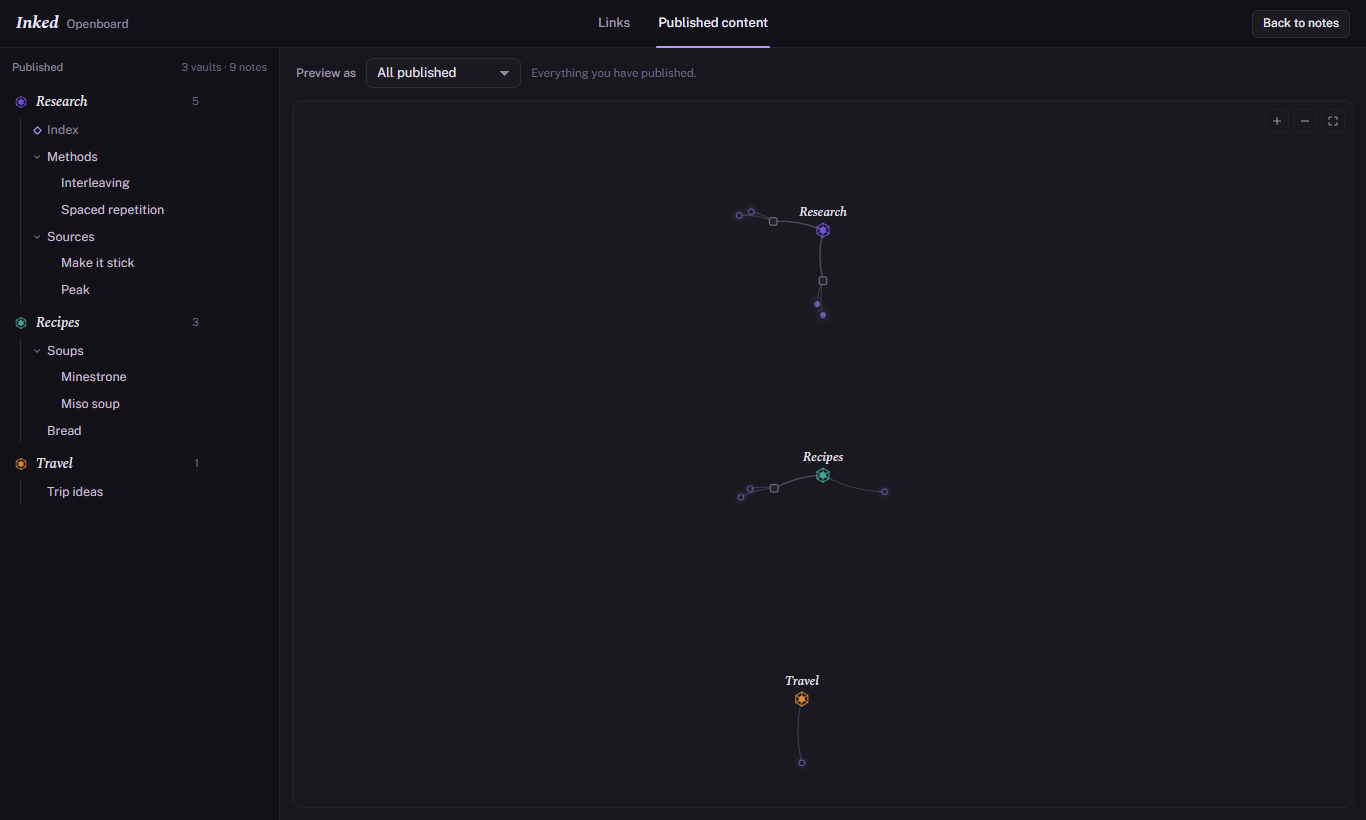 Inked Openboard
Links
Published content
Back to notes
Published
3 vaults · 9 notes
Research 5
Index
Methods
Interleaving
Spaced repetition
Sources
Make it stick
Peak
Recipes 3
Soups
Minestrone
Miso soup
Bread
Travel 1
Trip ideas
Preview as
All published
Everything you have published.
Research
Recipes
Travel